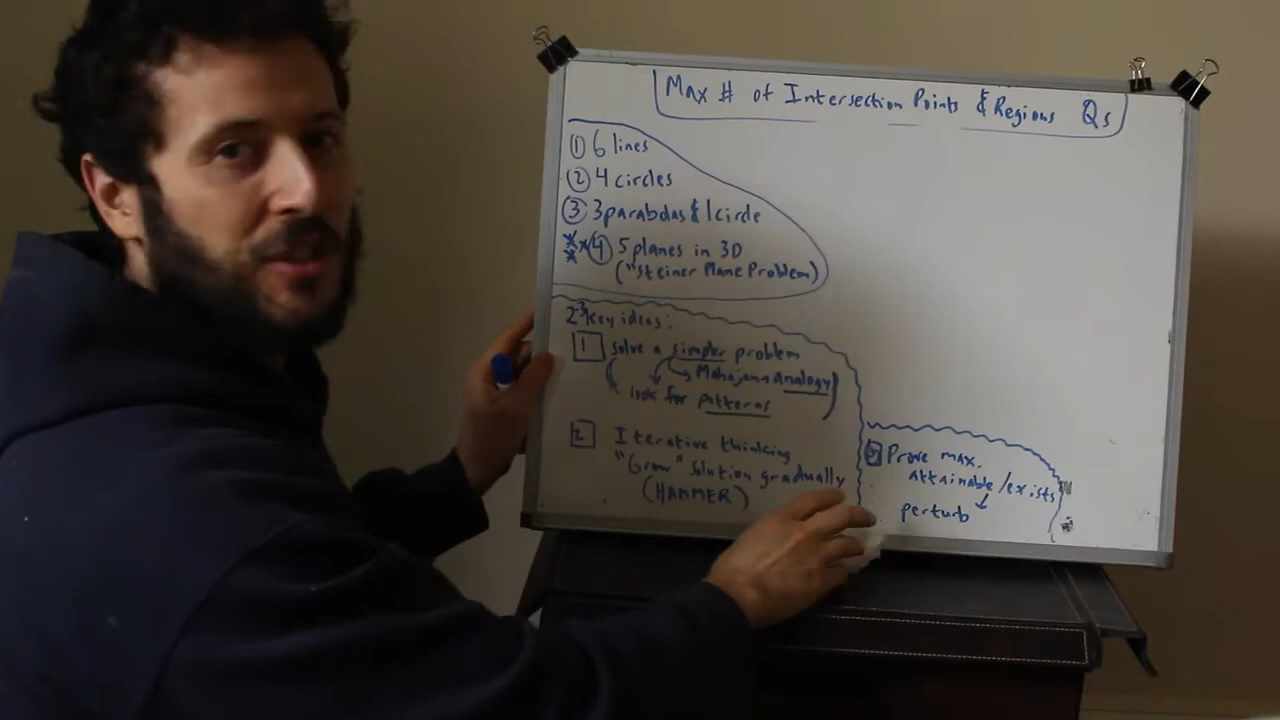 Max # of Intersection Points & Regions Qs
① 6 lines
② 4 circles
③ 3 parabolas & 1 circle
④ 5 planes in 3D
("Steiner Plane Problem)
3 Key ideas:
1 Solve a simpler problem
Mahajan Analogy
look for patterns
2 Iterative thinking
"Grow" solution gradually
(HAMMER)
3 Prove max.
attainable/exists
perturb